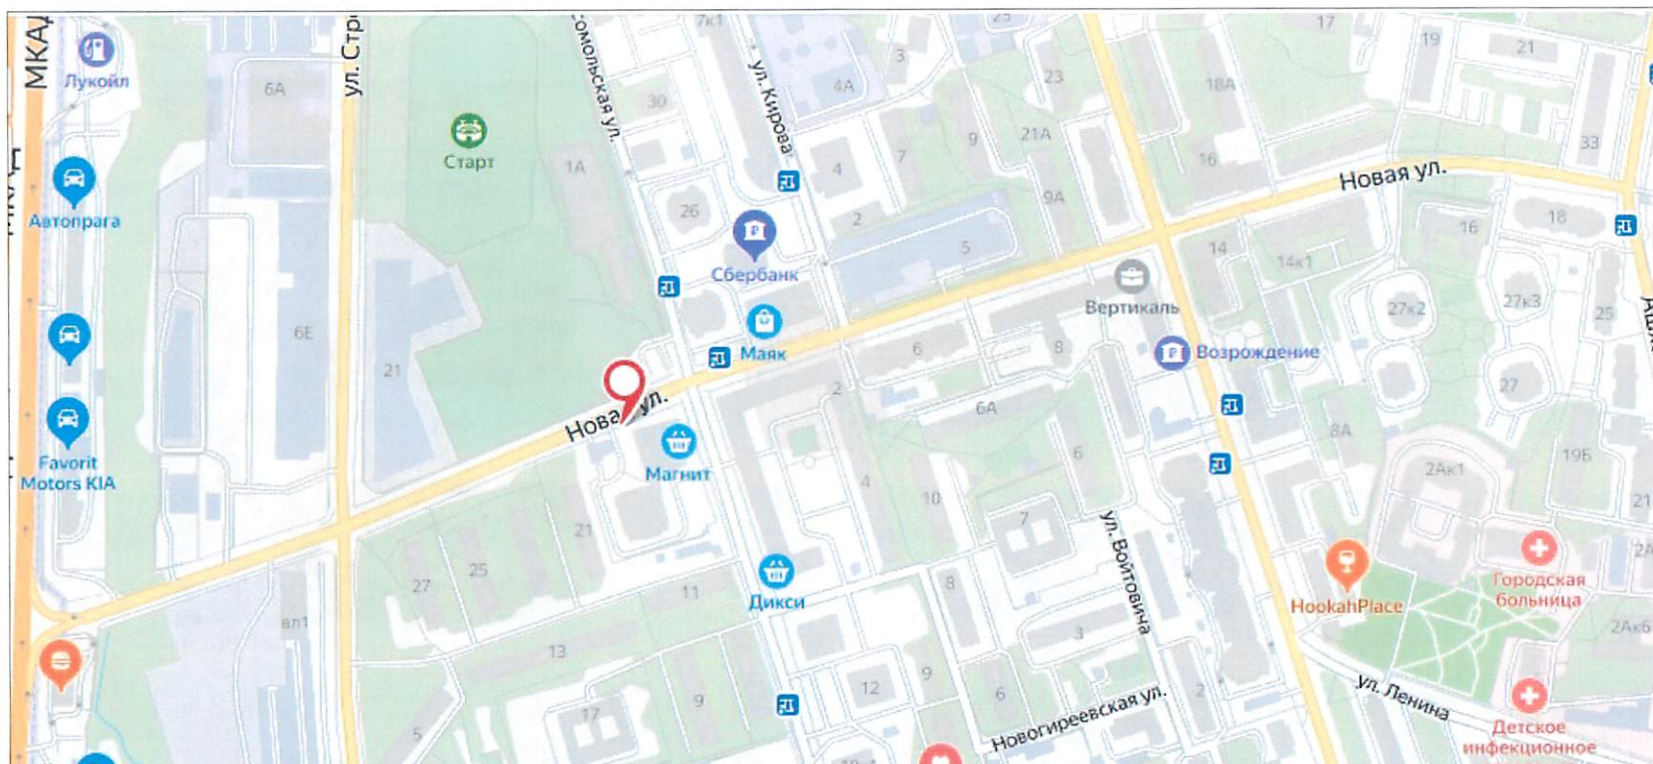 МКАД
Лукойл
6А
ул. Стр
Старт
1А
сомольская ул.
7к1
30
ул. Кирова
4А
3
25
23
17
19
21
18А
33
4
7
9
21А
16
Автопрага
26
2
9А
Новая ул.
18
16
Сбербанк
5
14
14к1
Вертикаль
27к2
27к3
25
6Е
21
Маяк
6
8
Возрождение
27
Новая ул.
2
6А
8А
Favorit
Motors KIA
Магнит
4
10
6
2Ак1
19Б
21
27
25
21
7
ул. Войтовича
Городская
больница
11
Дикси
8
HookahPlace
вл1
13
3
2Ак6
17
9
12
9
6
2
ул. Ленина
5
Новогиреевская ул.
Детское
инфекционное